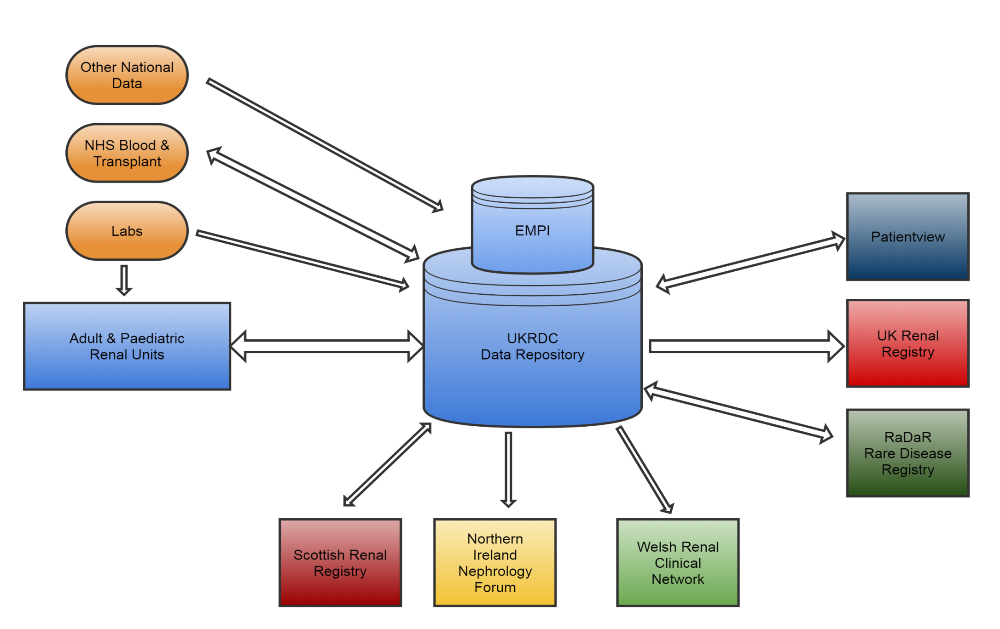 Other National
Data
NHS Blood &
Transplant
Labs
EMPI
Patientview
Adult & Paediatric
Renal Units
UKRDC
Data Repository
UK Renal
Registry
RaDaR
Rare Disease
Registry
Scottish Renal
Registry
Northern
Ireland
Nephrology
Forum
Welsh Renal
Clinical
Network